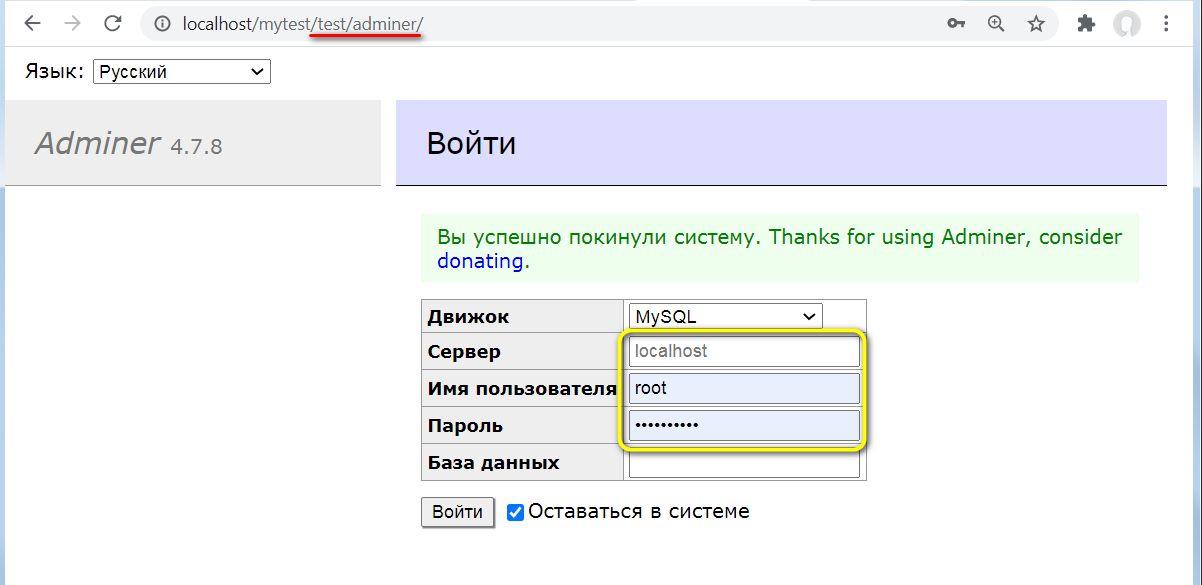 localhost/mytest/test/adminer/
Язык: Русский
Adminer 4.7.8
Войти
Вы успешно покинули систему. Thanks for using Adminer, consider
donating.
Движок MySQL
Сервер localhost
Имя пользователя root
Пароль ••••••••••
База данных
Войти Оставаться в системе